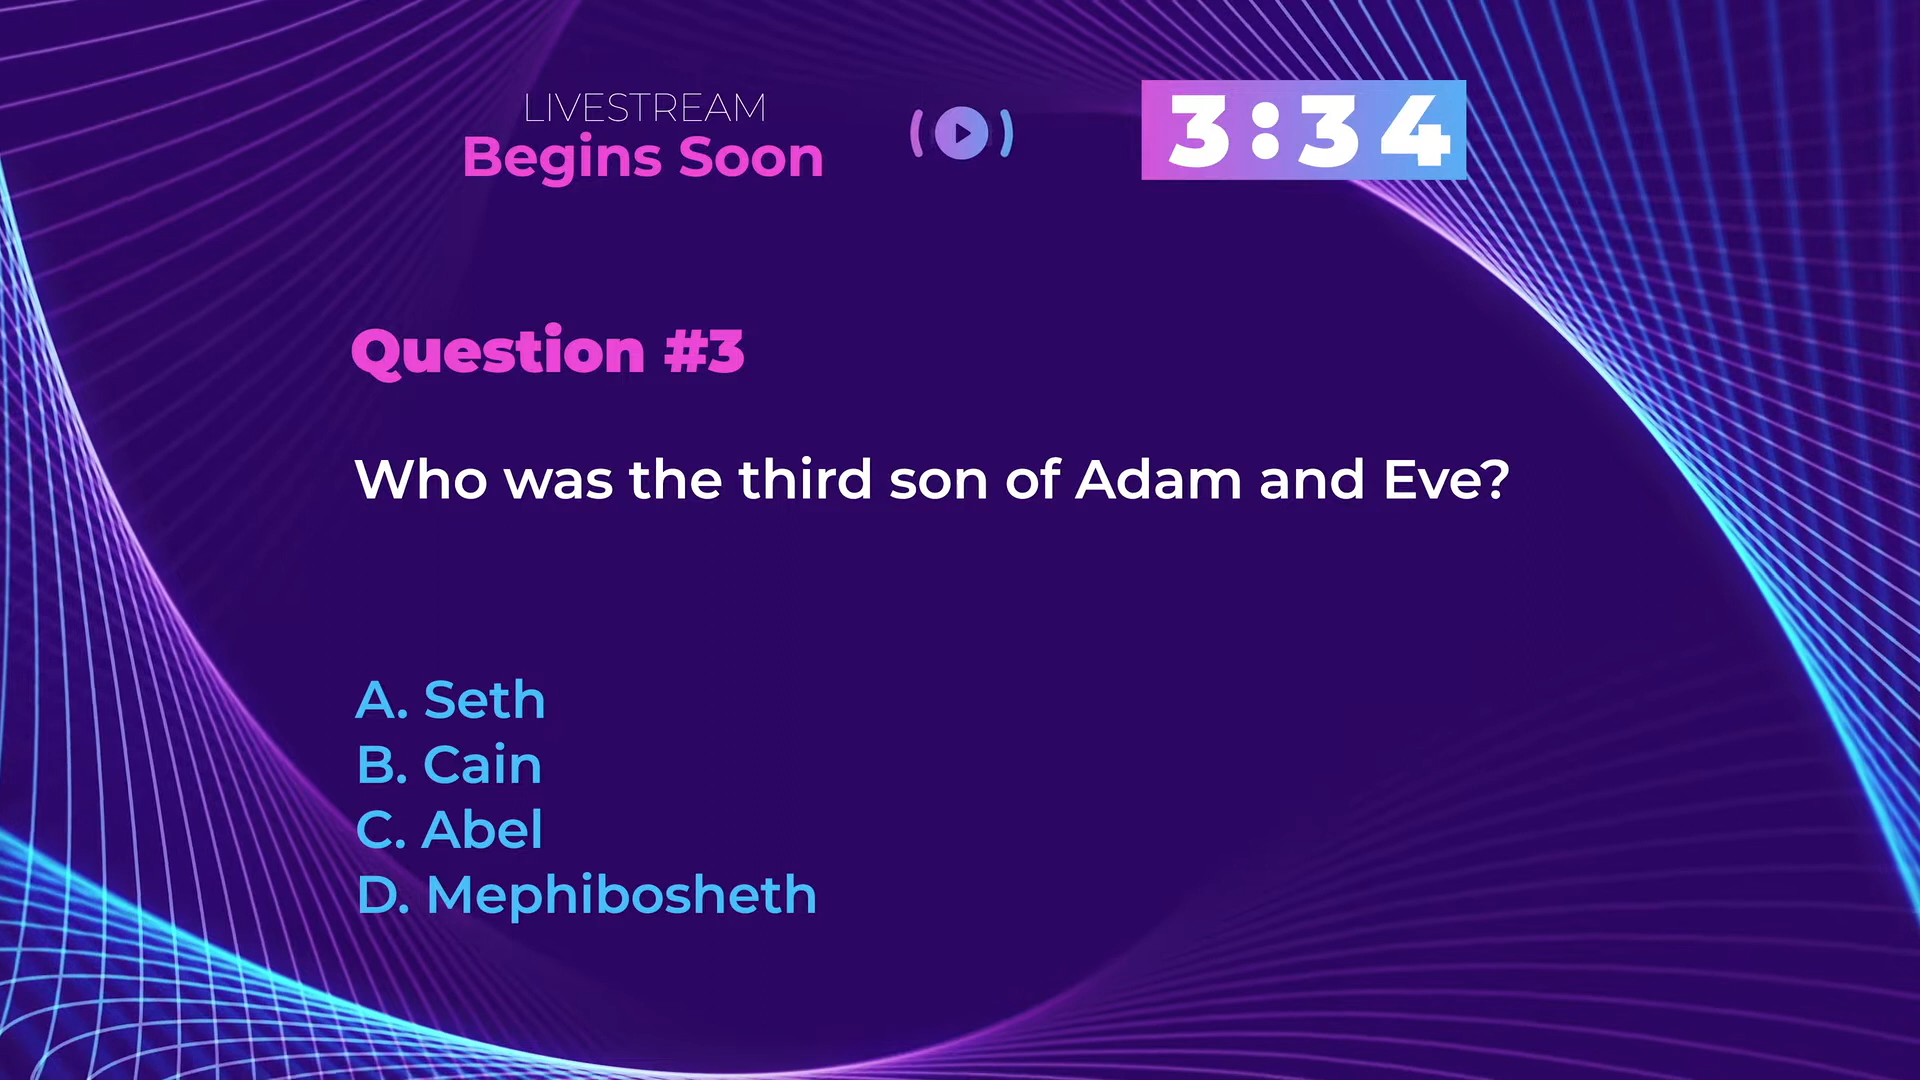 LIVESTREAM
Begins Soon
3:34
Question #3
Who was the third son of Adam and Eve?
A. Seth
B. Cain
C. Abel
D. Mephibosheth